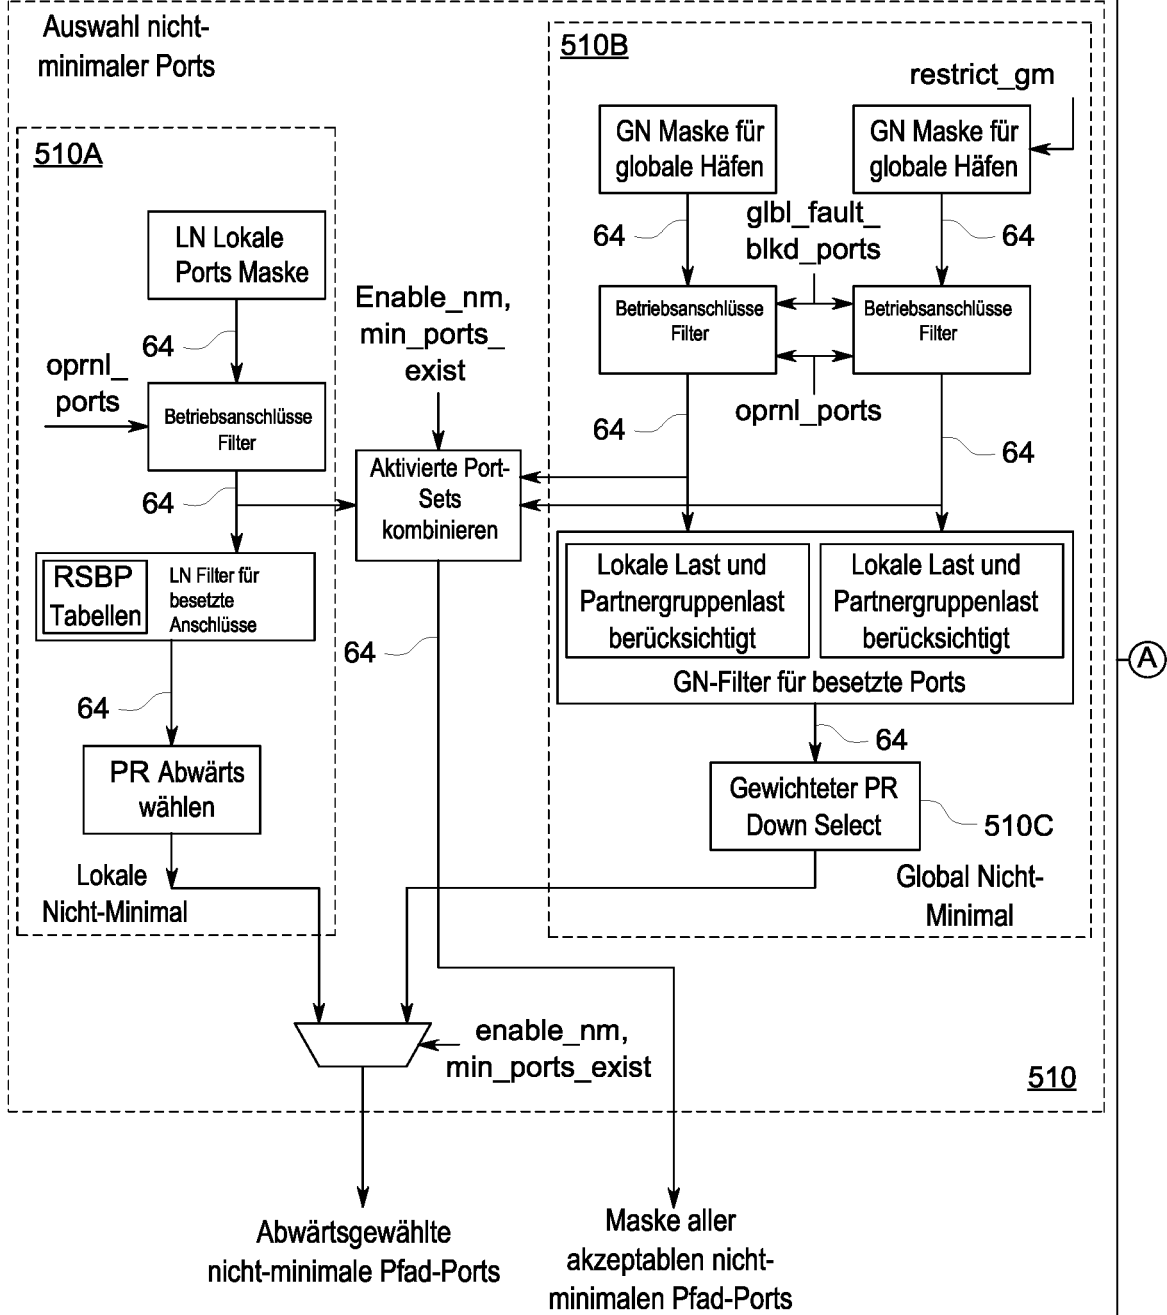 Auswahl nicht-
minimaler Ports
510A
LN Lokale
Ports Maske
64
oprnl_
ports
Betriebsanschlüsse
Filter
64
RSBP
Tabellen
LN Filter für
besetzte
Anschlüsse
64
PR Abwärts
wählen
Lokale
Nicht-Minimal
Enable_nm,
min_ports_
exist
Aktivierte Port-
Sets
kombinieren
64
510B
restrict_gm
GN Maske für
globale Häfen
GN Maske für
globale Häfen
64
glbl_fault_
blkd_ports
64
Betriebsanschlüsse
Filter
Betriebsanschlüsse
Filter
oprnl_ports
64
64
Lokale Last und
Partnergruppenlast
berücksichtigt
Lokale Last und
Partnergruppenlast
berücksichtigt
GN-Filter für besetzte Ports
64
Gewichteter PR
Down Select
510C
Global Nicht-
Minimal
enable_nm,
min_ports_exist
510
A
Abwärtsgewählte
nicht-minimale Pfad-Ports
Maske aller
akzeptablen nicht-
minimalen Pfad-Ports